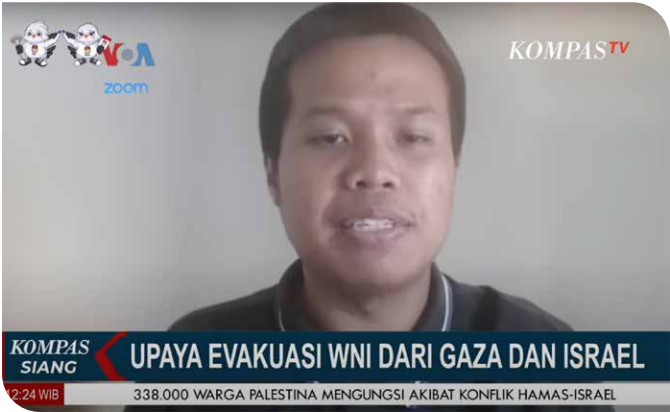 VOA
zoom
KOMPASTV
KOMPAS
SIANG
UPAYA EVAKUASI WNI DARI GAZA DAN ISRAEL
12:24 WIB
338.000 WARGA PALESTINA MENGUNGSI AKIBAT KONFLIK HAMAS-ISRAEL